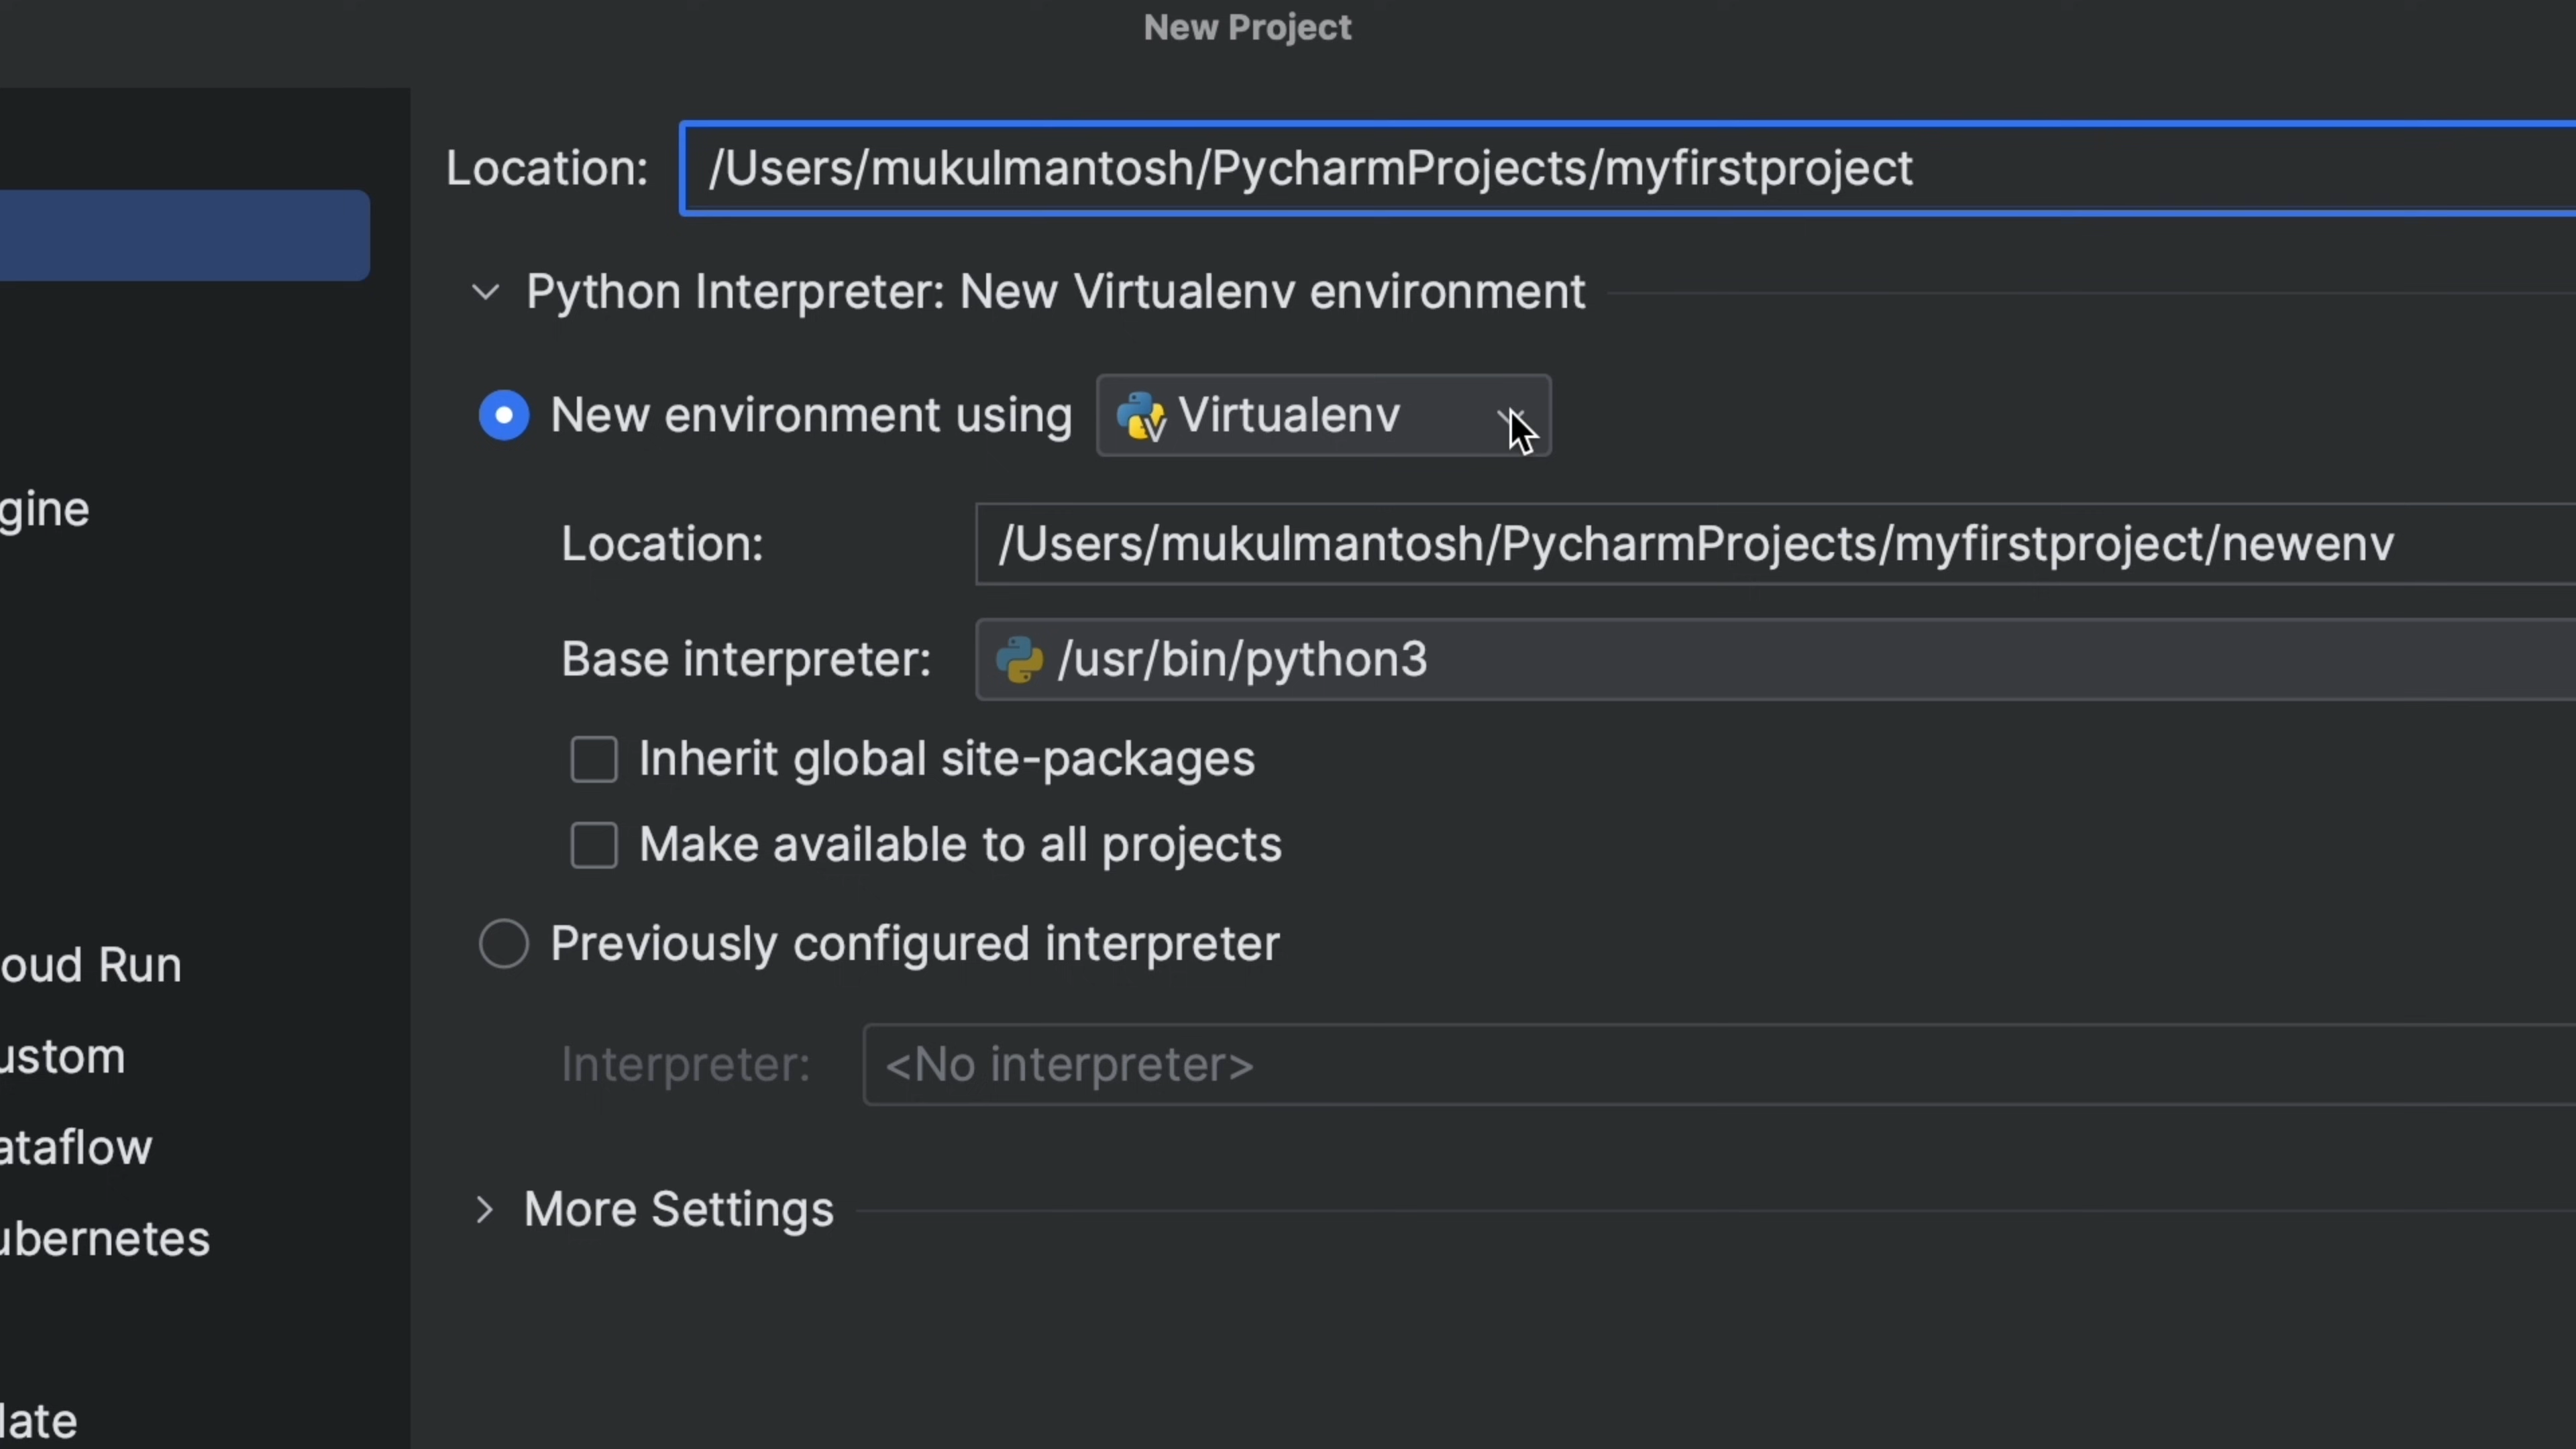 New Project
Location: /Users/mukulmantosh/PycharmProjects/myfirstproject
Python Interpreter: New Virtualenv environment
New environment using Virtualenv
gine
Location: /Users/mukulmantosh/PycharmProjects/myfirstproject/newenv
Base interpreter: /usr/bin/python3
Inherit global site-packages
Make available to all projects
Previously configured interpreter
oud Run
ustom
Interpreter: <No interpreter>
ataflow
More Settings
ubernetes
late